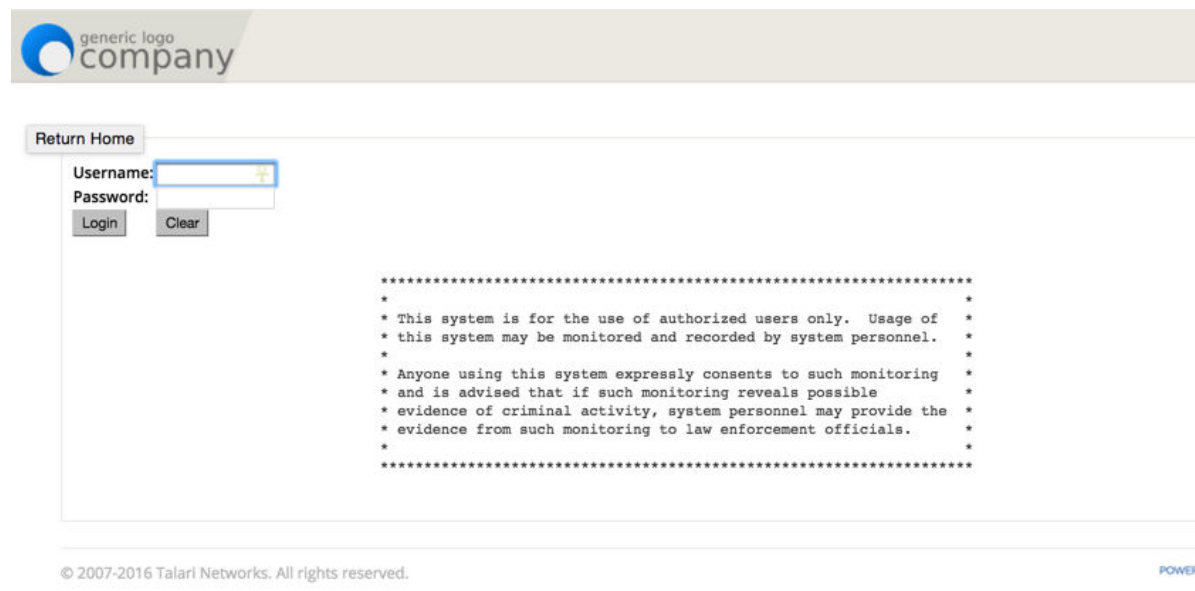 generic logo
company
Return Home
Username:
Password:
Login Clear
********************************************************************
* *
* This system is for the use of authorized users only. Usage of *
* this system may be monitored and recorded by system personnel. *
* *
* Anyone using this system expressly consents to such monitoring *
* and is advised that if such monitoring reveals possible *
* evidence of criminal activity, system personnel may provide the *
* evidence from such monitoring to law enforcement officials. *
* *
********************************************************************
© 2007-2016 Talari Networks. All rights reserved.
POWER